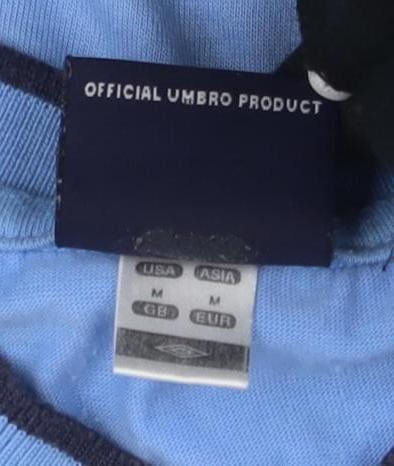 OFFICIAL UMBRO PRODUCT
USA ASIA
M M
GB EUR